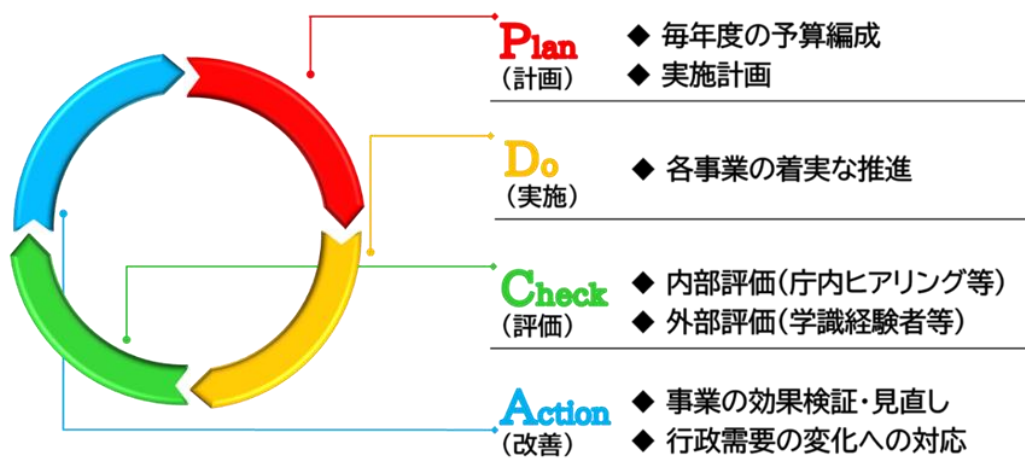 Plan
(計画)
◆ 毎年度の予算編成
◆ 実施計画
Do
(実施)
◆ 各事業の着実な推進
Check
(評価)
◆ 内部評価(庁内ヒアリング等)
◆ 外部評価(学識経験者等)
Action
(改善)
◆ 事業の効果検証・見直し
◆ 行政需要の変化への対応